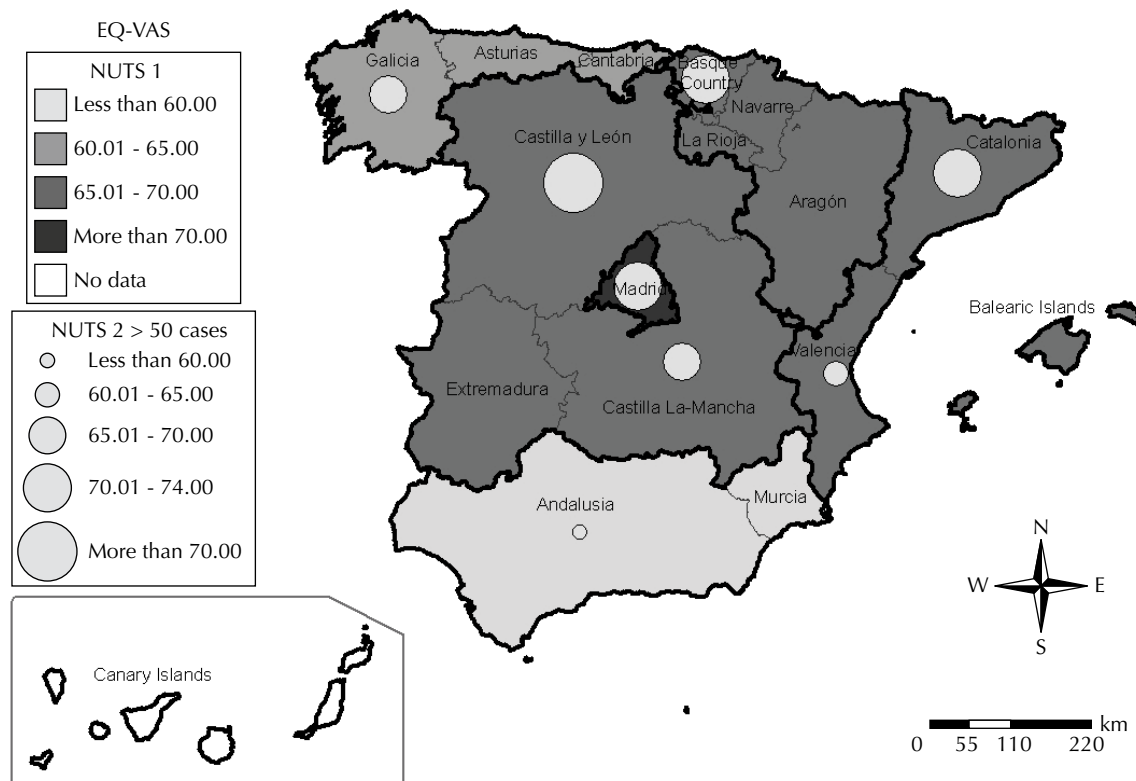 EQ-VAS
NUTS 1
Less than 60.00
60.01 - 65.00
65.01 - 70.00
More than 70.00
No data
NUTS 2 > 50 cases
Less than 60.00
60.01 - 65.00
65.01 - 70.00
70.01 - 74.00
More than 70.00
Galicia
Asturias
Cantabria
Basque
Country
Navarre
La Rioja
Castilla y León
Catalonia
Aragón
Madrid
Balearic Islands
Valencia
Extremadura
Castilla La-Mancha
Andalusia
Murcia
Canary Islands
N
W E
S
km
0 55 110 220